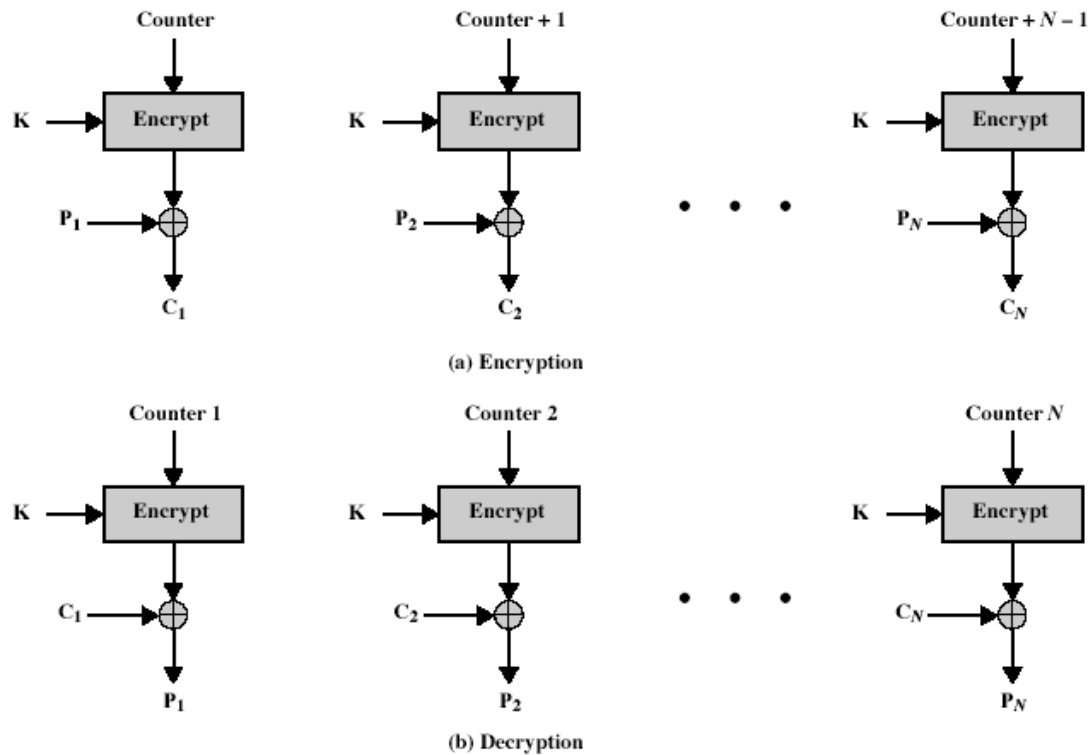 Counter Counter + 1 Counter + N − 1
K Encrypt K Encrypt K Encrypt
P1 P2 PN
C1 C2 CN
(a) Encryption
Counter 1 Counter 2 Counter N
K Encrypt K Encrypt K Encrypt
C1 C2 CN
P1 P2 PN
(b) Decryption